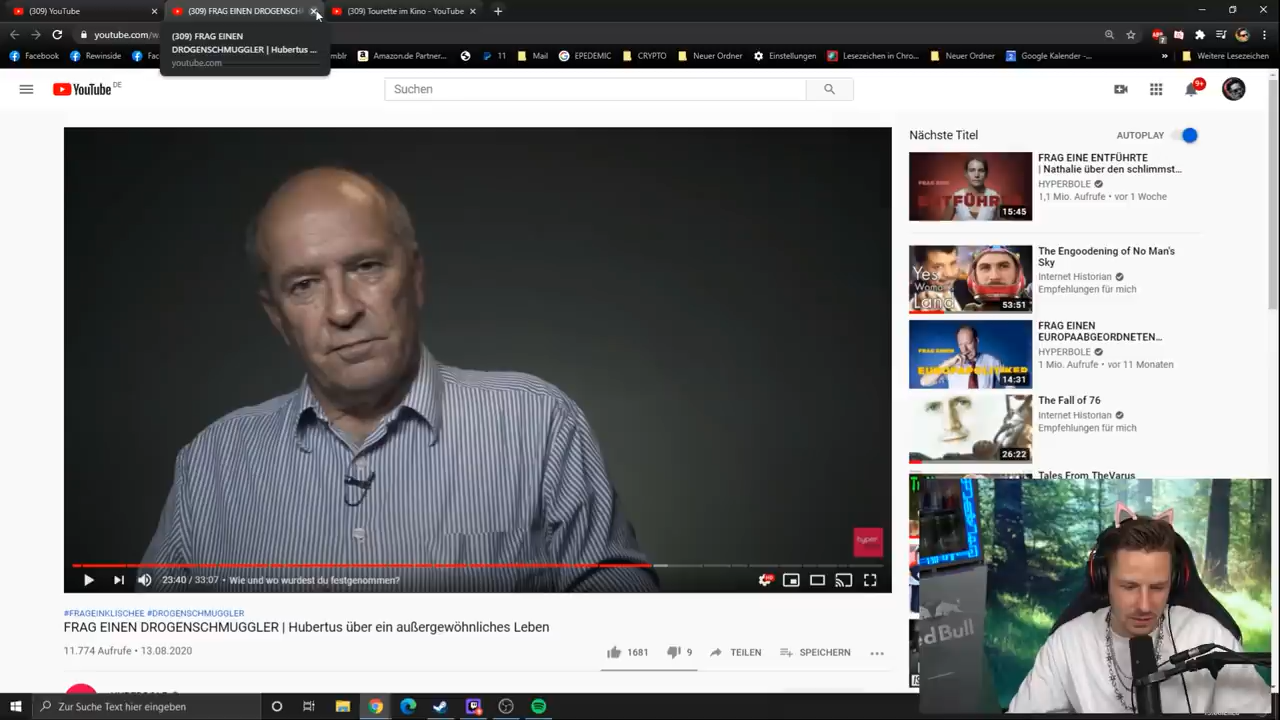 (309) YouTube
(309) FRAG EINEN DROGENSCH
(309) Tourette im Kino - YouTube
(309) FRAG EINEN
DROGENSCHMUGGLER | Hubertus ...
youtube.com
youtube.com/w
Facebook
Rewinside
Fac
mblr
Amazon.de Partner...
11
Mail
EPEDEMIC
CRYPTO
Neuer Ordner
Einstellungen
Lesezeichen in Chro...
Neuer Ordner
Google Kalender -...
»
Weitere Lesezeichen
YouTube DE
Suchen
9+
Nächste Titel
AUTOPLAY
FRAG EINE ENTFÜHRTE
| Nathalie über den schlimmst...
HYPERBOLE
1,1 Mio. Aufrufe • vor 1 Woche
15:45
The Engoodening of No Man's
Sky
Internet Historian
Empfehlungen für mich
Yes,
Land
53:51
FRAG EINEN
EUROPAABGEORDNETEN...
HYPERBOLE
1 Mio. Aufrufe • vor 11 Monaten
14:31
The Fall of 76
Internet Historian
Empfehlungen für mich
26:22
Tales From TheVarus
hyper
23:40 / 33:07 • Wie und wo wurdest du festgenommen?
#FRAGEINKLISCHEE #DROGENSCHMUGGLER
FRAG EINEN DROGENSCHMUGGLER | Hubertus über ein außergewöhnliches Leben
11.774 Aufrufe • 13.08.2020
1681
9
TEILEN
SPEICHERN
...
edBull
Zur Suche Text hier eingeben